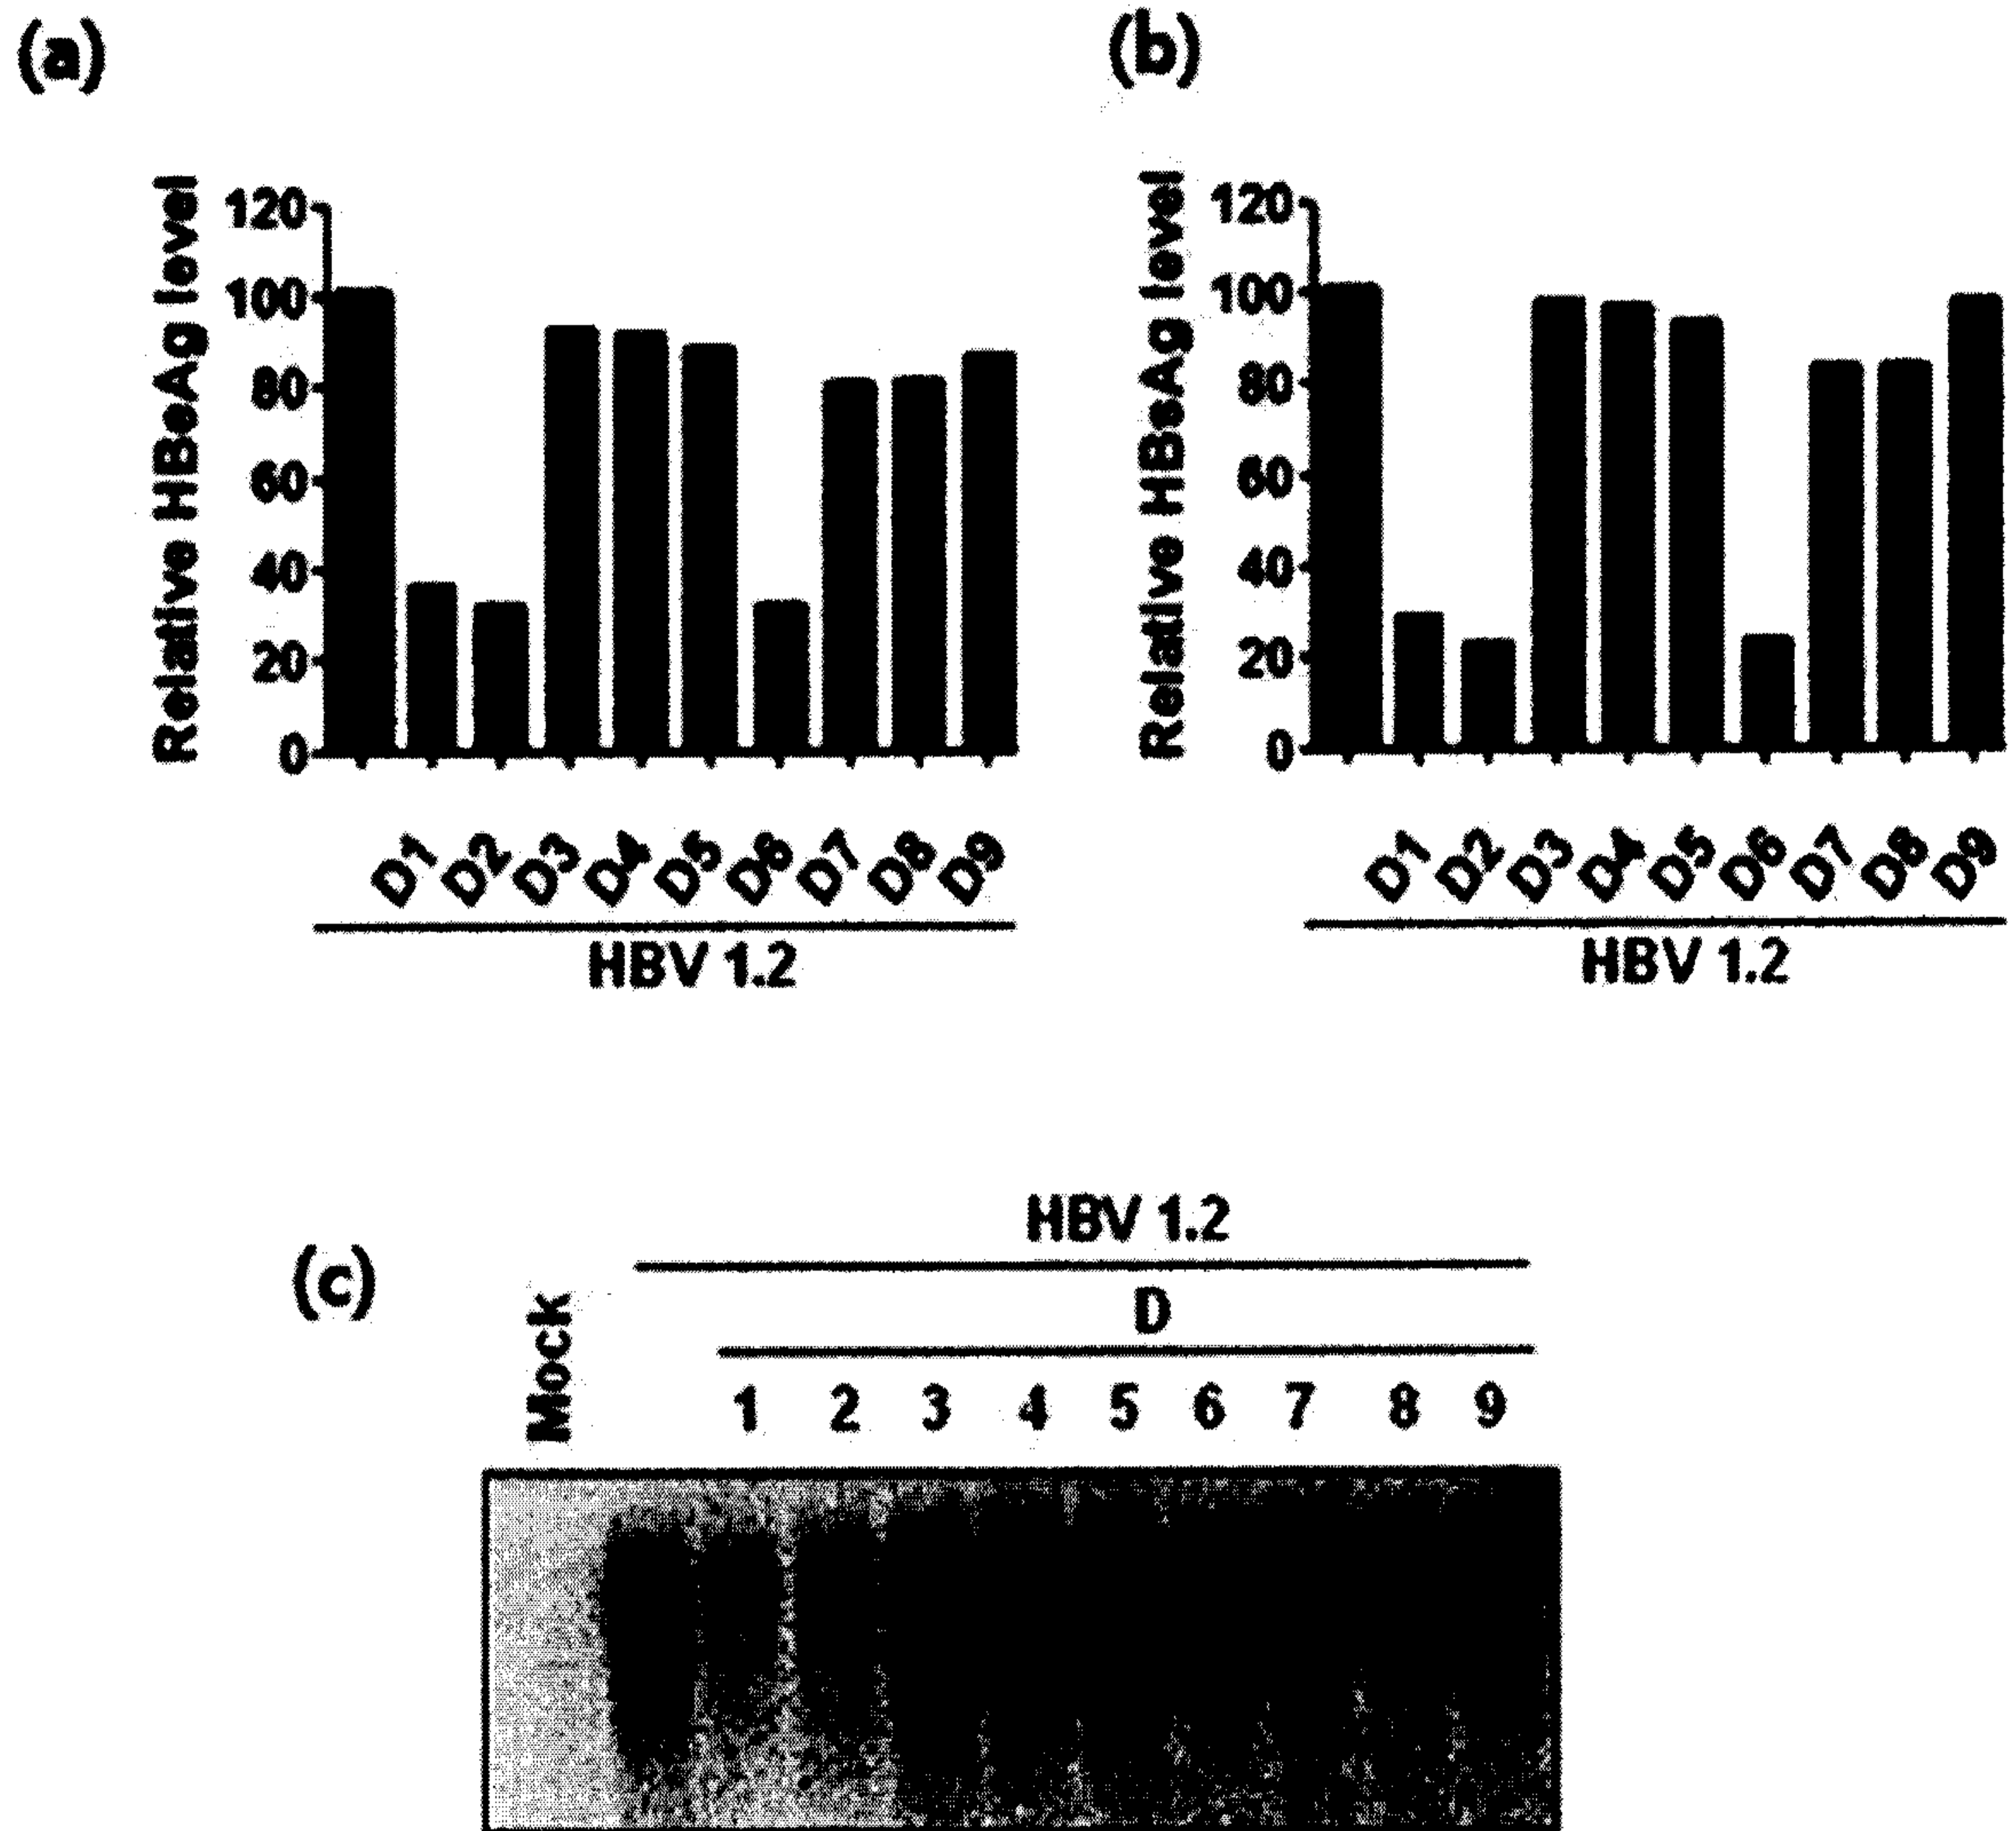 (a)
Relative HBeAg level
120
100
80
60
40
20
0
D1 D2 D3 D4 D5 D6 D7 D8 D9
HBV 1.2
(b)
Relative HBsAg level
120
100
80
60
40
20
0
D1 D2 D3 D4 D5 D6 D7 D8 D9
HBV 1.2
(c)
HBV 1.2
Mock
D
1 2 3 4 5 6 7 8 9